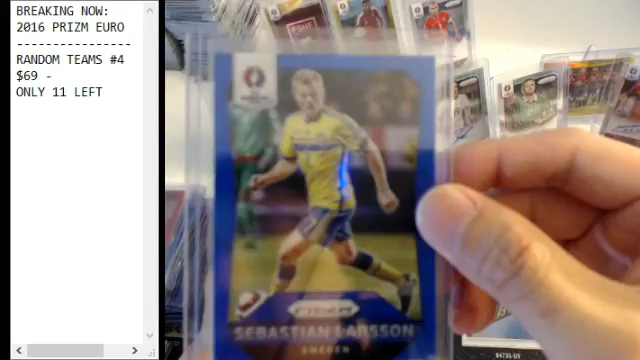 BREAKING NOW:
2016 PRIZM EURO
---------------
RANDOM TEAMS #4
$69 -
ONLY 11 LEFT
PRIZM
SEBASTIAN LARSSON
SWEDEN